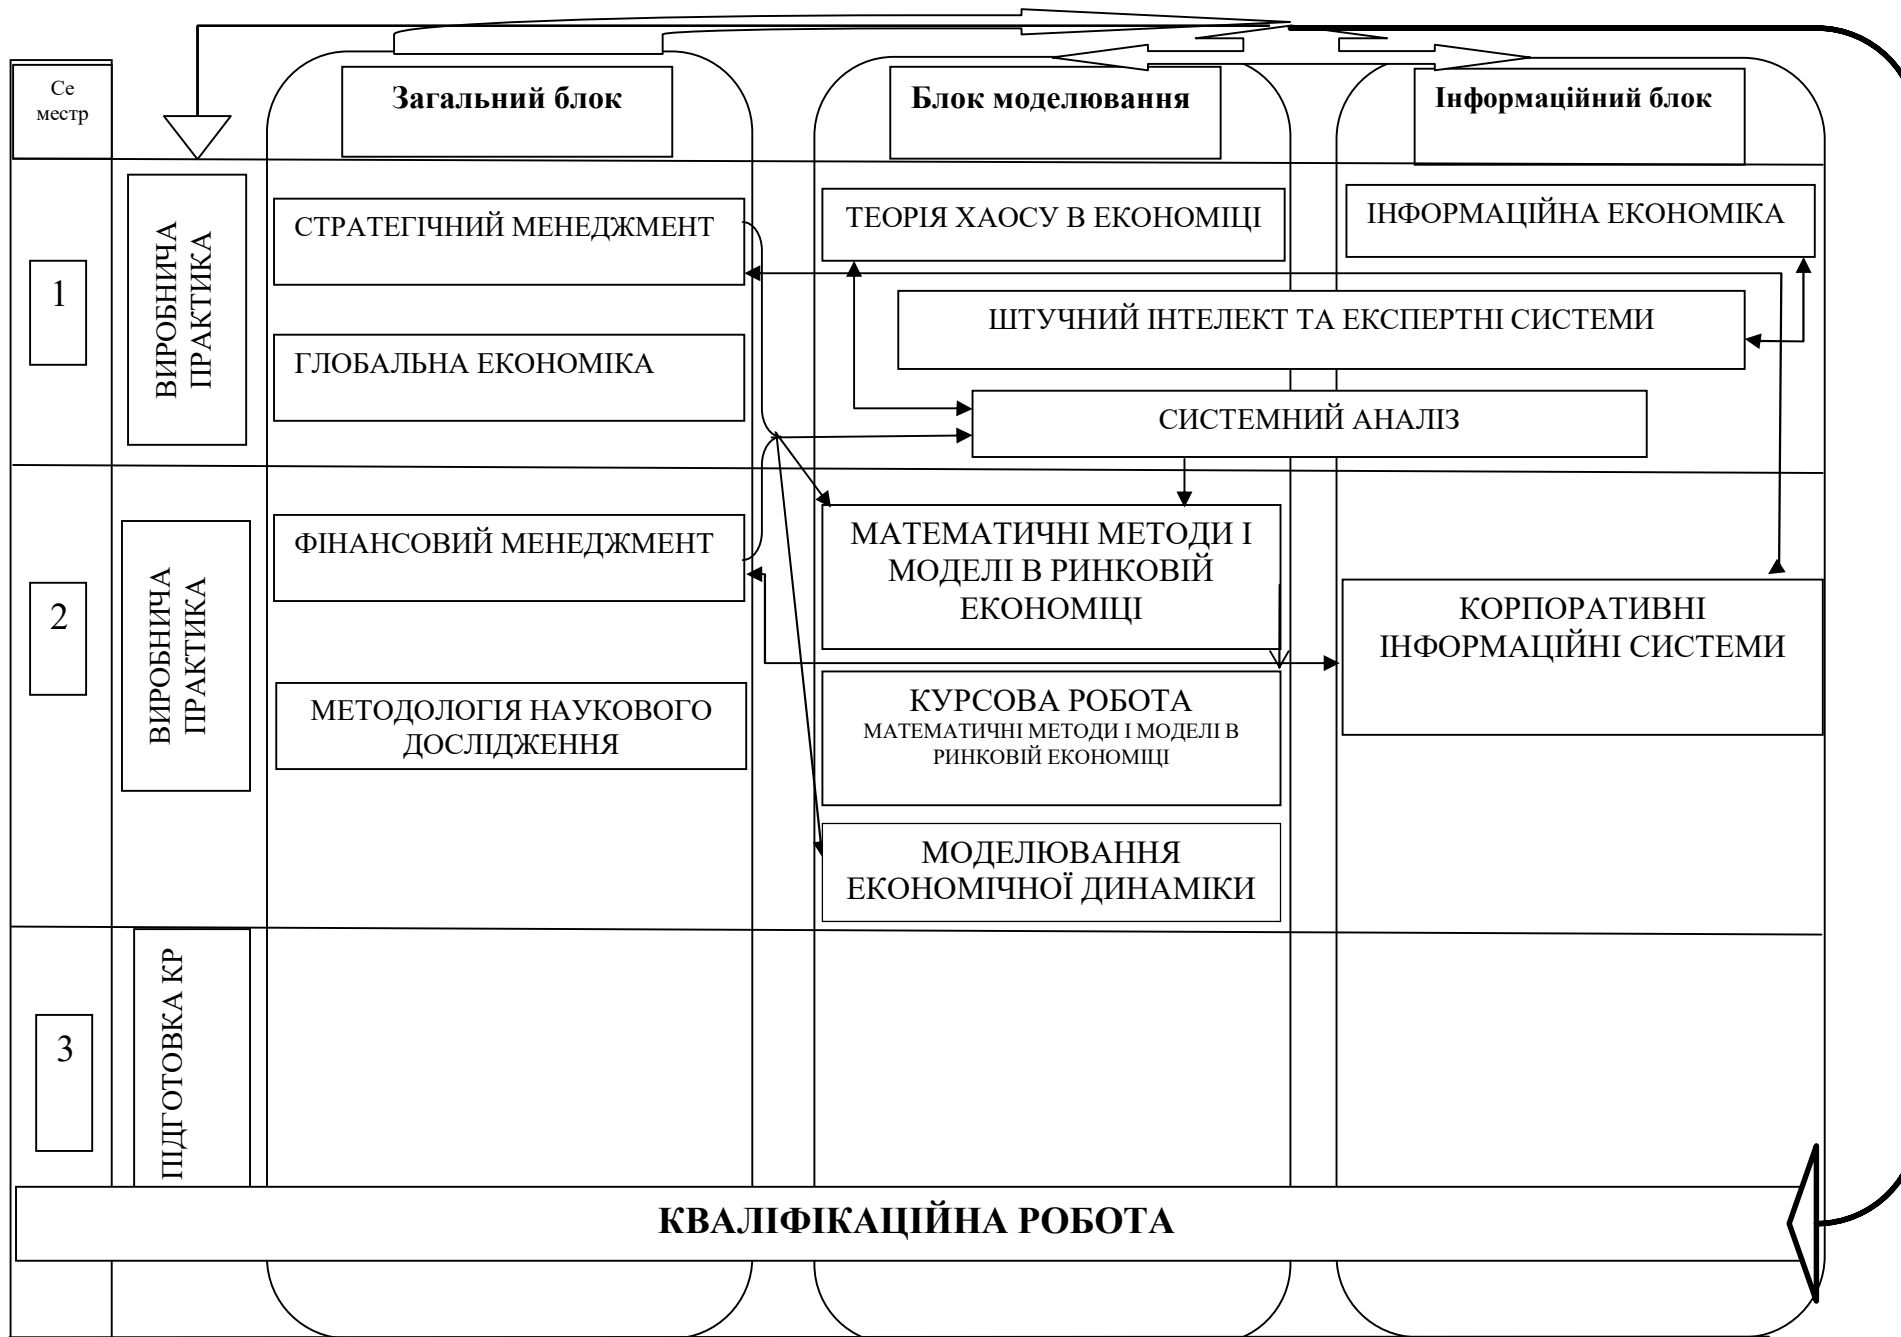 Се
местр
Загальний блок
Блок моделювання
Інформаційний блок
1
ВИРОБНИЧА
ПРАКТИКА
СТРАТЕГІЧНИЙ МЕНЕДЖМЕНТ
ГЛОБАЛЬНА ЕКОНОМІКА
ТЕОРІЯ ХАОСУ В ЕКОНОМІЦІ
ІНФОРМАЦІЙНА ЕКОНОМІКА
ШТУЧНИЙ ІНТЕЛЕКТ ТА ЕКСПЕРТНІ СИСТЕМИ
СИСТЕМНИЙ АНАЛІЗ
2
ВИРОБНИЧА
ПРАКТИКА
ФІНАНСОВИЙ МЕНЕДЖМЕНТ
МЕТОДОЛОГІЯ НАУКОВОГО
ДОСЛІДЖЕННЯ
МАТЕМАТИЧНІ МЕТОДИ І
МОДЕЛІ В РИНКОВІЙ
ЕКОНОМІЦІ
КУРСОВА РОБОТА
МАТЕМАТИЧНІ МЕТОДИ І МОДЕЛІ В
РИНКОВІЙ ЕКОНОМІЦІ
МОДЕЛЮВАННЯ
ЕКОНОМІЧНОЇ ДИНАМІКИ
КОРПОРАТИВНІ
ІНФОРМАЦІЙНІ СИСТЕМИ
3
ПІДГОТОВКА КР
КВАЛІФІКАЦІЙНА РОБОТА